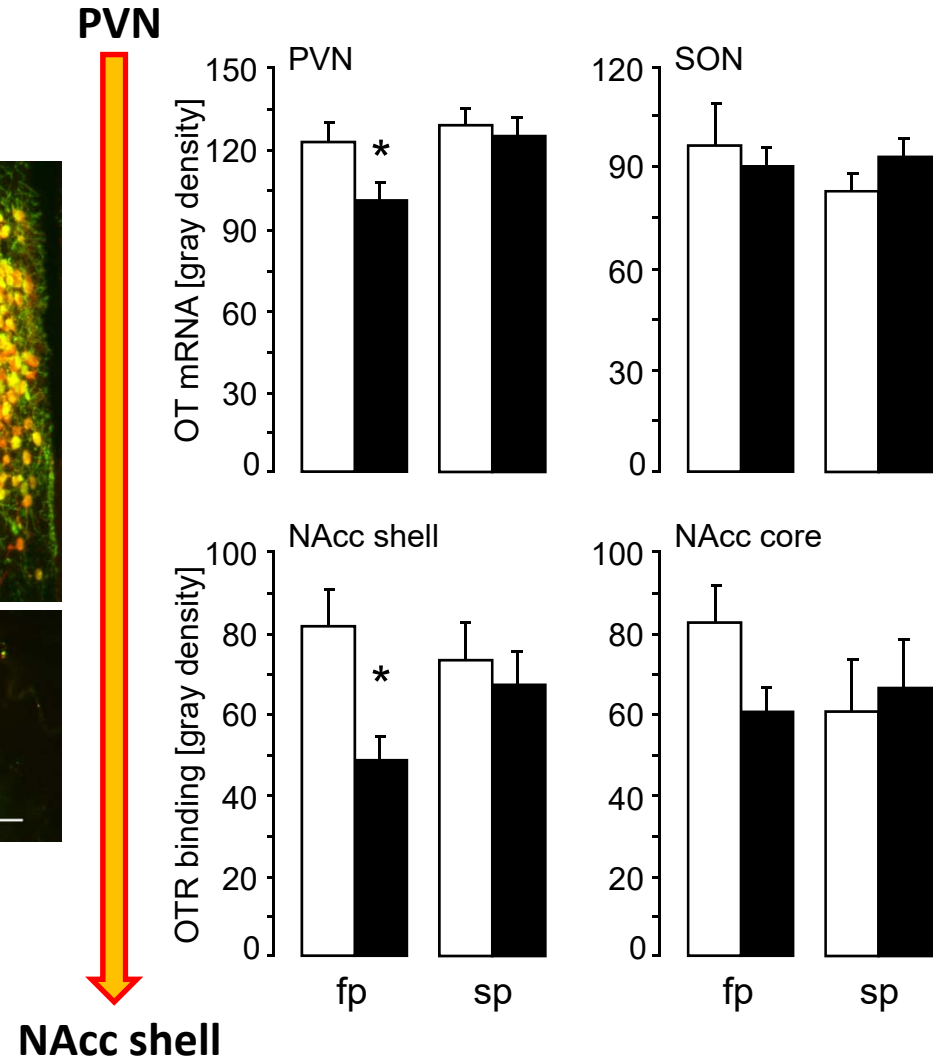 PVN
PVN
150
120
90
60
30
0
OT mRNA [gray density]
*
SON
120
90
60
30
0
NAcc shell
100
80
60
40
20
0
OTR binding [gray density]
*
fp
sp
NAcc core
100
80
60
40
20
0
fp
sp
NAcc shell